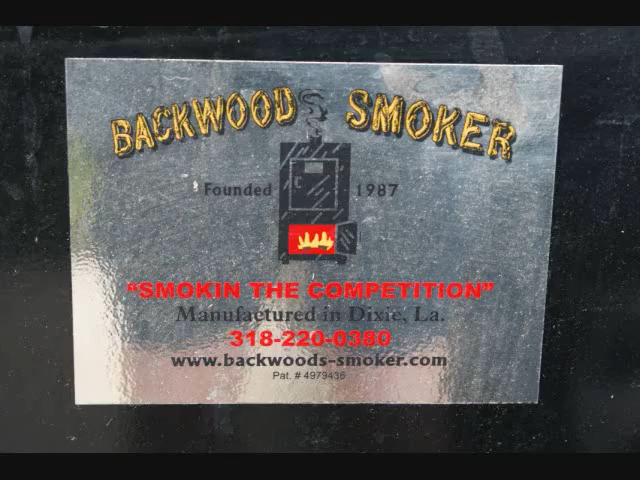 BACKWOODS SMOKER
Founded 1987
"SMOKIN THE COMPETITION"
Manufactured in Dixie, La.
318-220-0380
www.backwoods-smoker.com
Pat. # 4979436